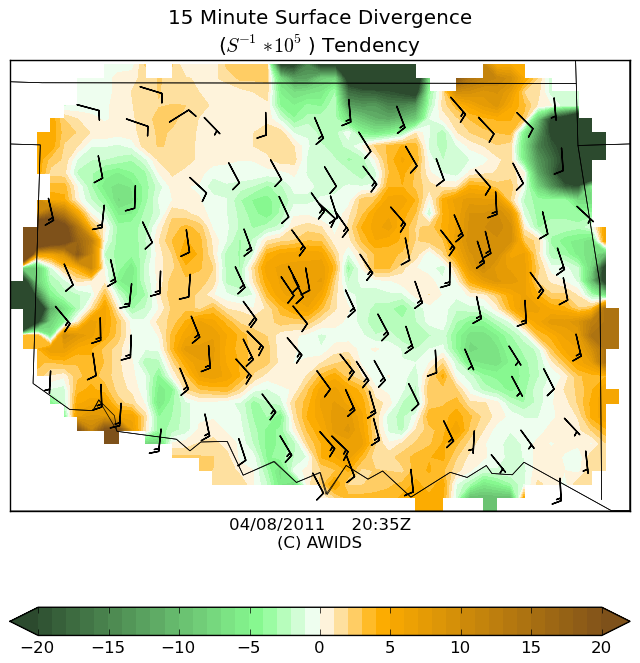 15 Minute Surface Divergence
(S⁻¹ * 10⁵ ) Tendency
04/08/2011 20:35Z
(C) AWIDS
−20 −15 −10 −5 0 5 10 15 20